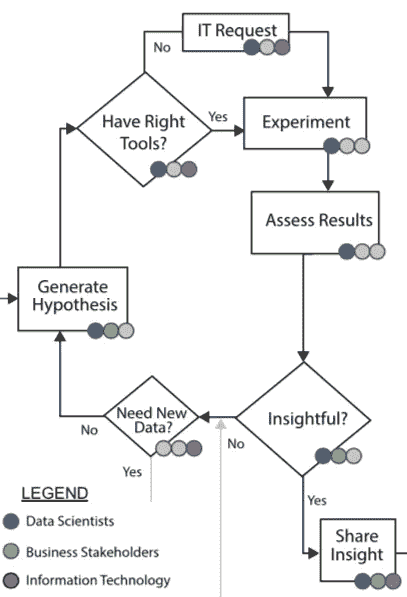 IT Request
No
Have Right
Tools?
Yes
Experiment
Assess Results
Generate
Hypothesis
Need New
Data?
No
Yes
Insightful?
No
Yes
Share
Insight
LEGEND
Data Scientists
Business Stakeholders
Information Technology